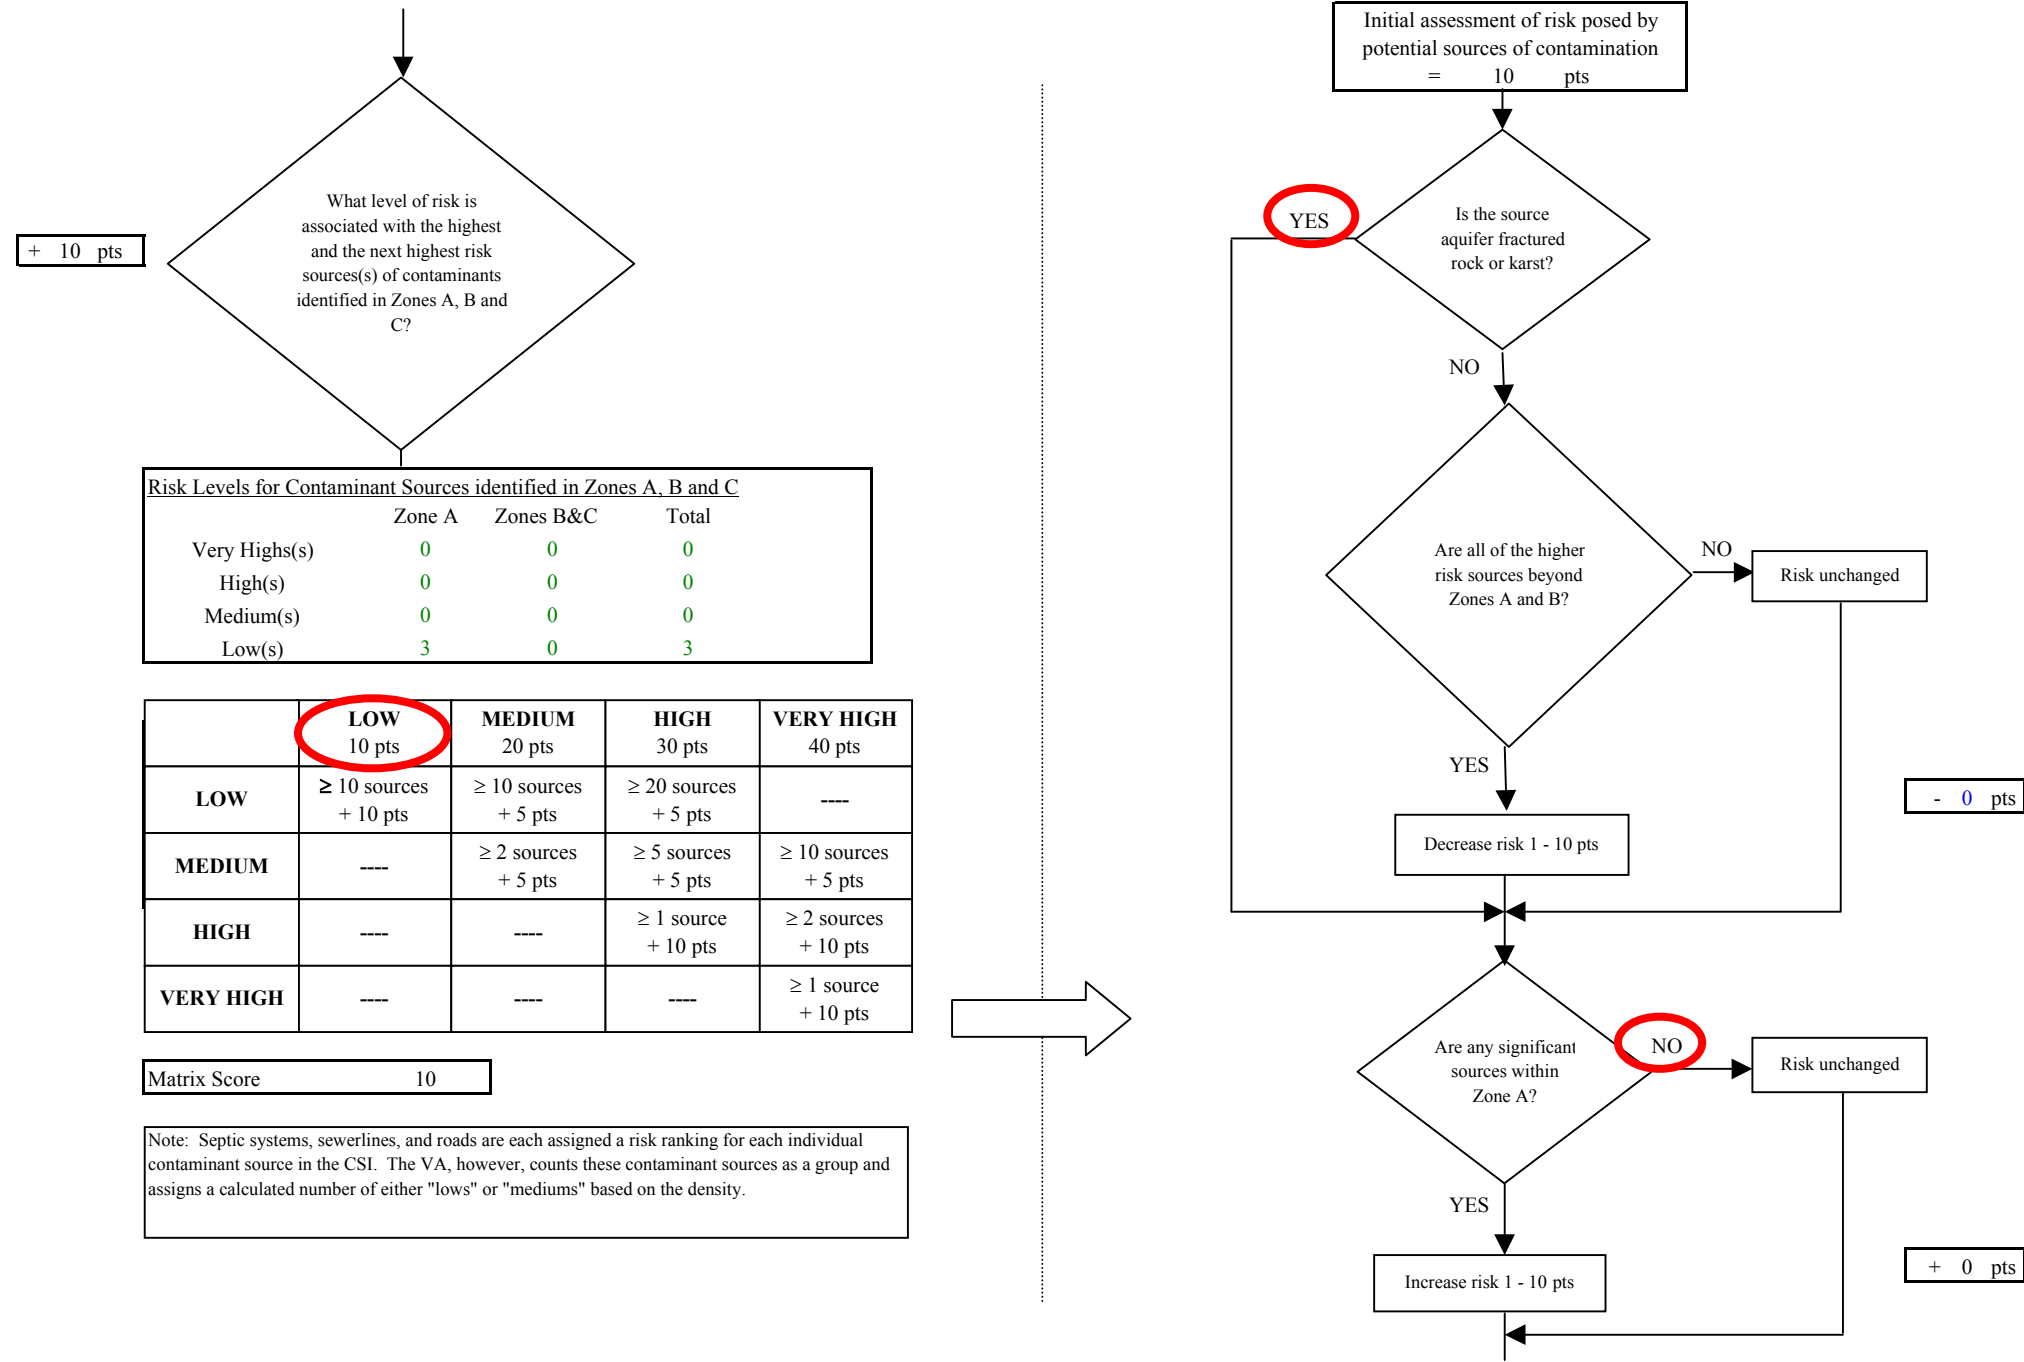 + 10 pts
What level of risk is
associated with the highest
and the next highest risk
sources(s) of contaminants
identified in Zones A, B and
C?
Risk Levels for Contaminant Sources identified in Zones A, B and C
Zone A Zones B&C Total
Very Highs(s) 0 0 0
High(s) 0 0 0
Medium(s) 0 0 0
Low(s) 3 0 3
LOW MEDIUM HIGH VERY HIGH
10 pts 20 pts 30 pts 40 pts
LOW
≥ 10 sources ≥ 10 sources ≥ 20 sources ----
+ 10 pts + 5 pts + 5 pts
MEDIUM
---- ≥ 2 sources ≥ 5 sources ≥ 10 sources
+ 5 pts + 5 pts + 5 pts
HIGH
---- ---- ≥ 1 source ≥ 2 sources
+ 10 pts + 10 pts
VERY HIGH
---- ---- ---- ≥ 1 source
+ 10 pts
Matrix Score 10
Note: Septic systems, sewerlines, and roads are each assigned a risk ranking for each individual
contaminant source in the CSI. The VA, however, counts these contaminant sources as a group and
assigns a calculated number of either "lows" or "mediums" based on the density.
Initial assessment of risk posed by
potential sources of contamination
= 10 pts
YES
Is the source
aquifer fractured
rock or karst?
NO
Are all of the higher
risk sources beyond
Zones A and B?
NO
Risk unchanged
YES
- 0 pts
Decrease risk 1 - 10 pts
Are any significant
sources within
Zone A?
NO
Risk unchanged
YES
+ 0 pts
Increase risk 1 - 10 pts